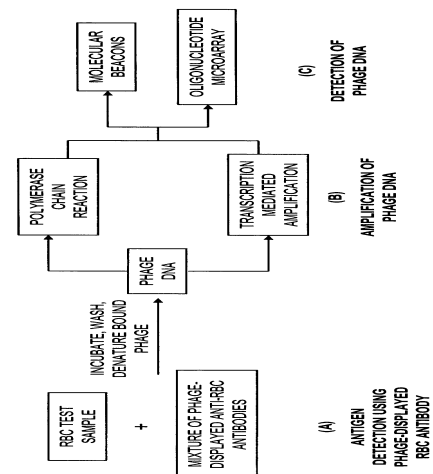 RBC TEST
SAMPLE
+
MIXTURE OF PHAGE-
DISPLAYED ANTI-RBC
ANTIBODIES
INCUBATE, WASH,
DENATURE BOUND
PHAGE
PHAGE
DNA
POLYMERASE
CHAIN
REACTION
TRANSCRIPTION
MEDIATED
AMPLIFICATION
MOLECULAR
BEACONS
OLIGONUCLEOTIDE
MICROARRAY
(A)
ANTIGEN
DETECTION USING
PHAGE-DISPLAYED
RBC ANTIBODY
(B)
AMPLIFICATION OF
PHAGE DNA
(C)
DETECTION OF
PHAGE DNA